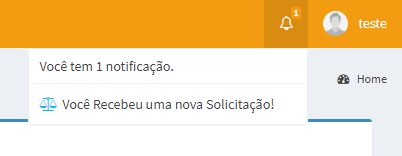 1
teste
Você tem 1 notificação.
Home
Você Recebeu uma nova Solicitação!